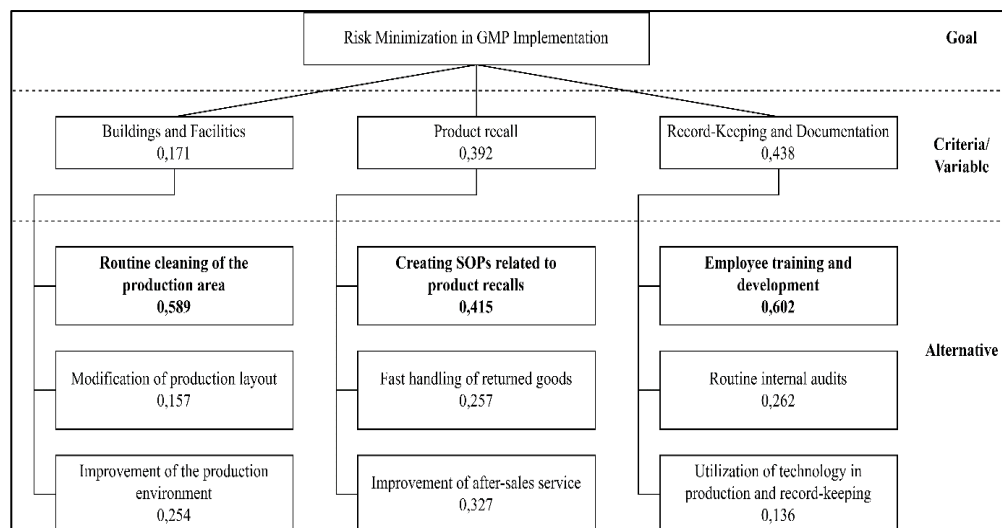 Risk Minimization in GMP Implementation
Goal
Buildings and Facilities
0,171
Product recall
0,392
Record-Keeping and Documentation
0,438
Criteria/
Variable
Routine cleaning of the
production area
0,589
Creating SOPs related to
product recalls
0,415
Employee training and
development
0,602
Alternative
Modification of production layout
0,157
Fast handling of returned goods
0,257
Routine internal audits
0,262
Improvement of the production
environment
0,254
Improvement of after-sales service
0,327
Utilization of technology in
production and record-keeping
0,136